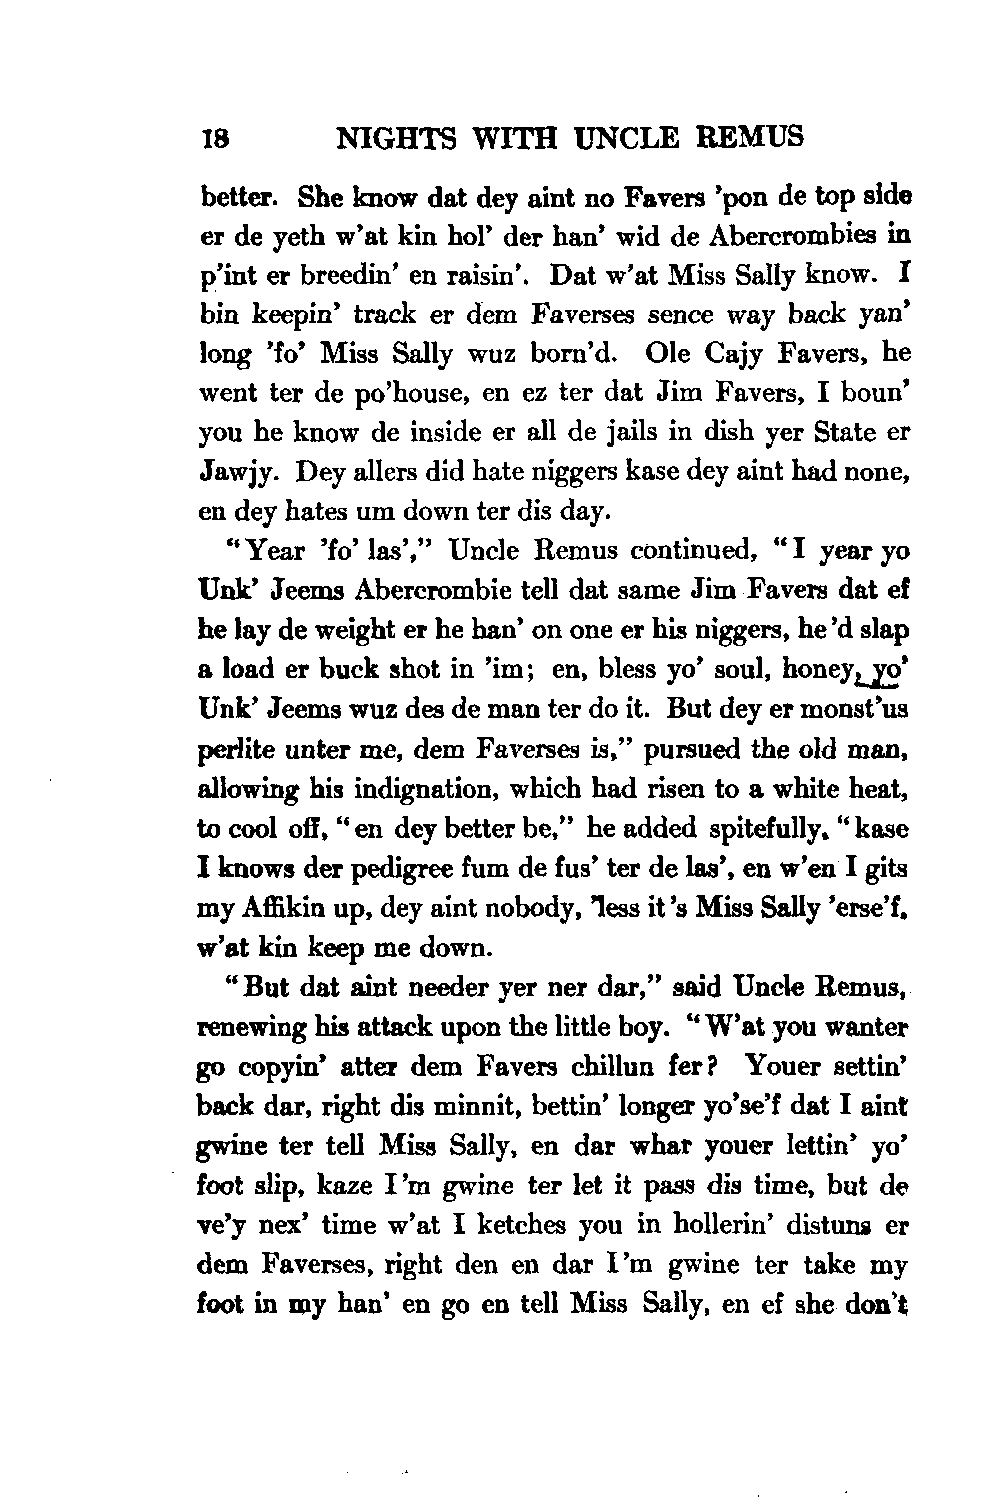 18 NIGHTS WITH UNCLE REMUS
better. She know dat dey aint no Favers 'pon de top side
er de yeth w'at kin hol' der han' wid de Abercrombies in
p'int er breedin' en raisin'. Dat w'at Miss Sally know. I
bin keepin' track er dem Faverses sence way back yan'
long 'fo' Miss Sally wuz born'd. Ole Cajy Favers, he
went ter de po'house, en ez ter dat Jim Favers, I boun'
you he know de inside er all de jails in dish yer State er
Jawjy. Dey allers did hate niggers kase dey aint had none,
en dey hates um down ter dis day.
"Year 'fo' las'," Uncle Remus continued, "I year yo
Unk' Jeems Abercrombie tell dat same Jim Favers dat ef
he lay de weight er he han' on one er his niggers, he'd slap
a load er buck shot in 'im; en, bless yo' soul, honey, yo'
Unk' Jeems wuz des de man ter do it. But dey er monst'us
perlite unter me, dem Faverses is," pursued the old man,
allowing his indignation, which had risen to a white heat,
to cool off, "en dey better be," he added spitefully, "kase
I knows der pedigree fum de fus' ter de las', en w'en I gits
my Affikin up, dey aint nobody, 'less it's Miss Sally 'erse'f,
w'at kin keep me down.
"But dat aint needer yer ner dar," said Uncle Remus,
renewing his attack upon the little boy. "W'at you wanter
go copyin' atter dem Favers chillun fer? Youer settin'
back dar, right dis minnit, bettin' longer yo'se'f dat I aint
gwine ter tell Miss Sally, en dar whar youer lettin' yo'
foot slip, kaze I'm gwine ter let it pass dis time, but de
ve'y nex' time w'at I ketches you in hollerin' distuns er
dem Faverses, right den en dar I'm gwine ter take my
foot in my han' en go en tell Miss Sally, en ef she don't